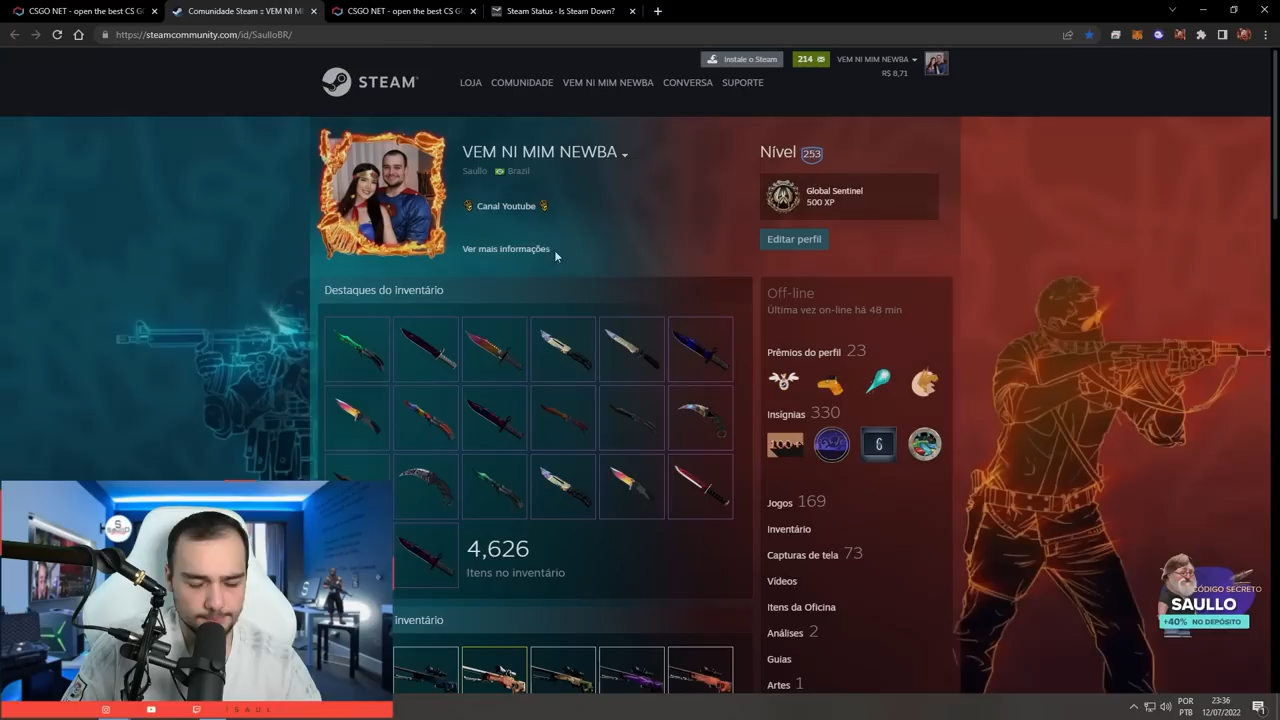 CSGO NET - open the best CS G
Comunidade Steam :: VEM NI MI
CSGO NET - open the best CS G
Steam Status - Is Steam Down?
https://steamcommunity.com/id/SaulloBR/
Instale o Steam
214
VEM NI MIM NEWBA
R$ 8,71
STEAM
LOJA COMUNIDADE VEM NI MIM NEWBA CONVERSA SUPORTE
VEM NI MIM NEWBA
Saullo Brazil
Canal Youtube
Ver mais informações
Nível 253
Global Sentinel
500 XP
Editar perfil
Destaques do inventário
4,626
Itens no inventário
inventário
Off-line
Última vez on-line há 48 min
Prêmios do perfil 23
Insígnias 330
100+
6
Jogos 169
Inventário
Capturas de tela 73
Vídeos
Itens da Oficina
Análises 2
Guias
Artes 1
CÓDIGO SECRETO
SAULLO
+40% NO DEPÓSITO
POR
PTB
23:36
12/07/2022